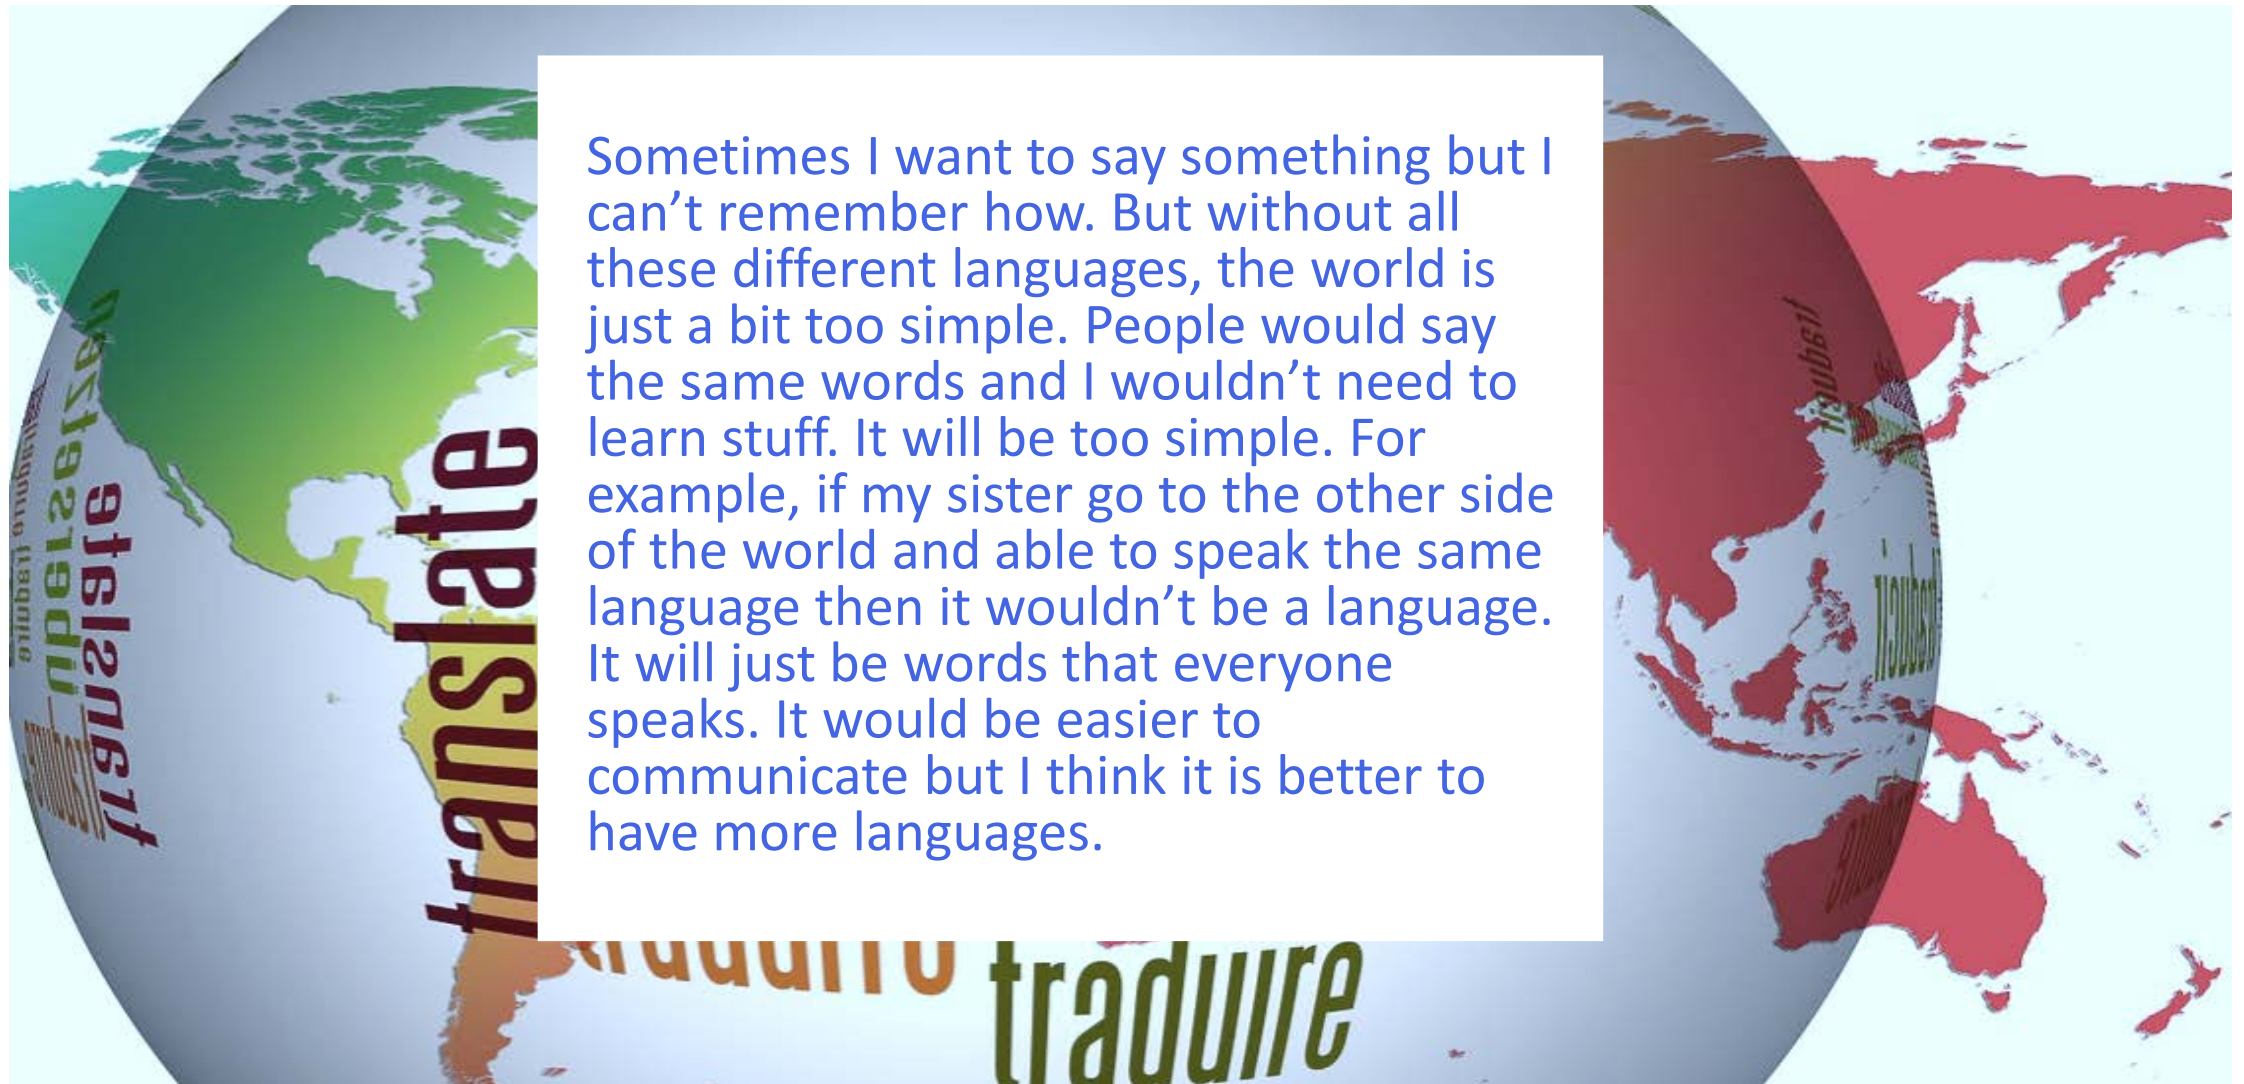 Sometimes I want to say something but I
can’t remember how. But without all
these different languages, the world is
just a bit too simple. People would say
the same words and I wouldn’t need to
learn stuff. It will be too simple. For
example, if my sister go to the other side
of the world and able to speak the same
language then it wouldn’t be a language.
It will just be words that everyone
speaks. It would be easier to
communicate but I think it is better to
have more languages.
translate
translate
traduire